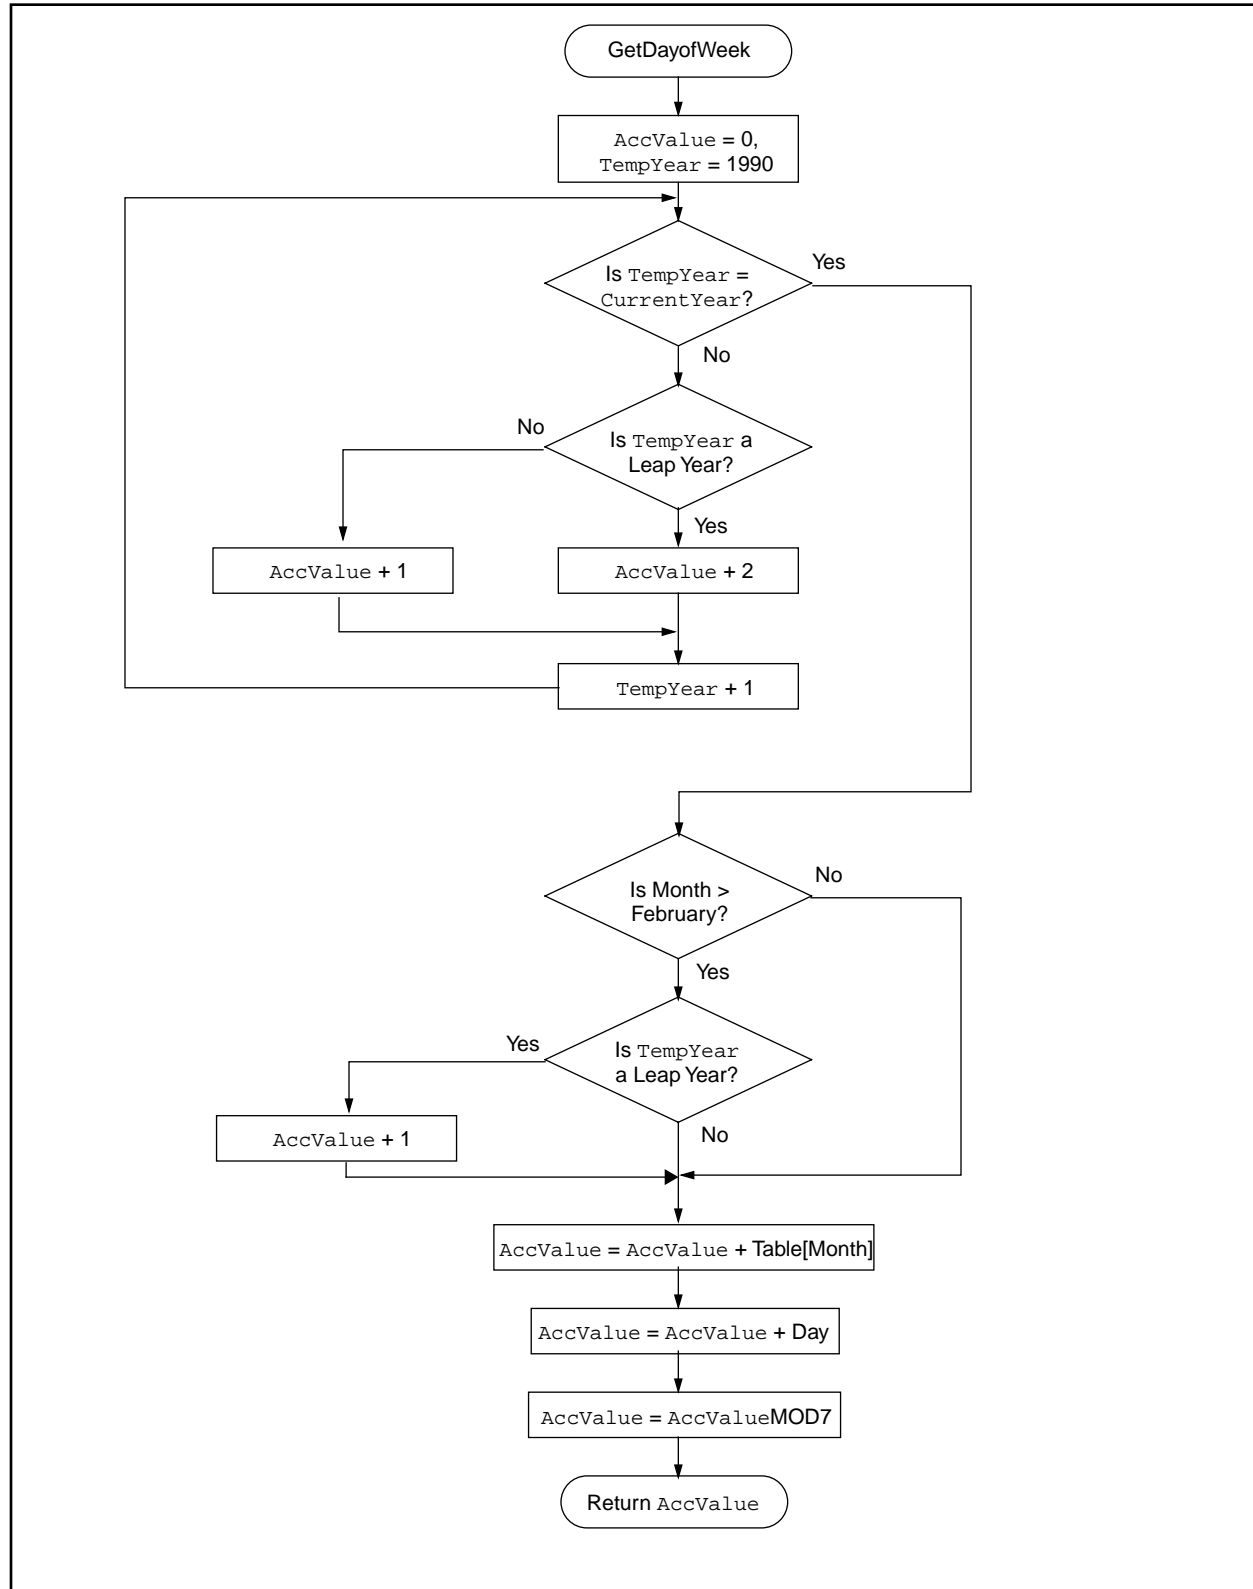 GetDayofWeek
AccValue = 0,
TempYear = 1990
Is TempYear =
CurrentYear?
Yes
No
Is TempYear a
Leap Year?
No
Yes
AccValue + 1
AccValue + 2
TempYear + 1
Is Month >
February?
No
Yes
Is TempYear
a Leap Year?
Yes
No
AccValue + 1
AccValue = AccValue + Table[Month]
AccValue = AccValue + Day
AccValue = AccValueMOD7
Return AccValue